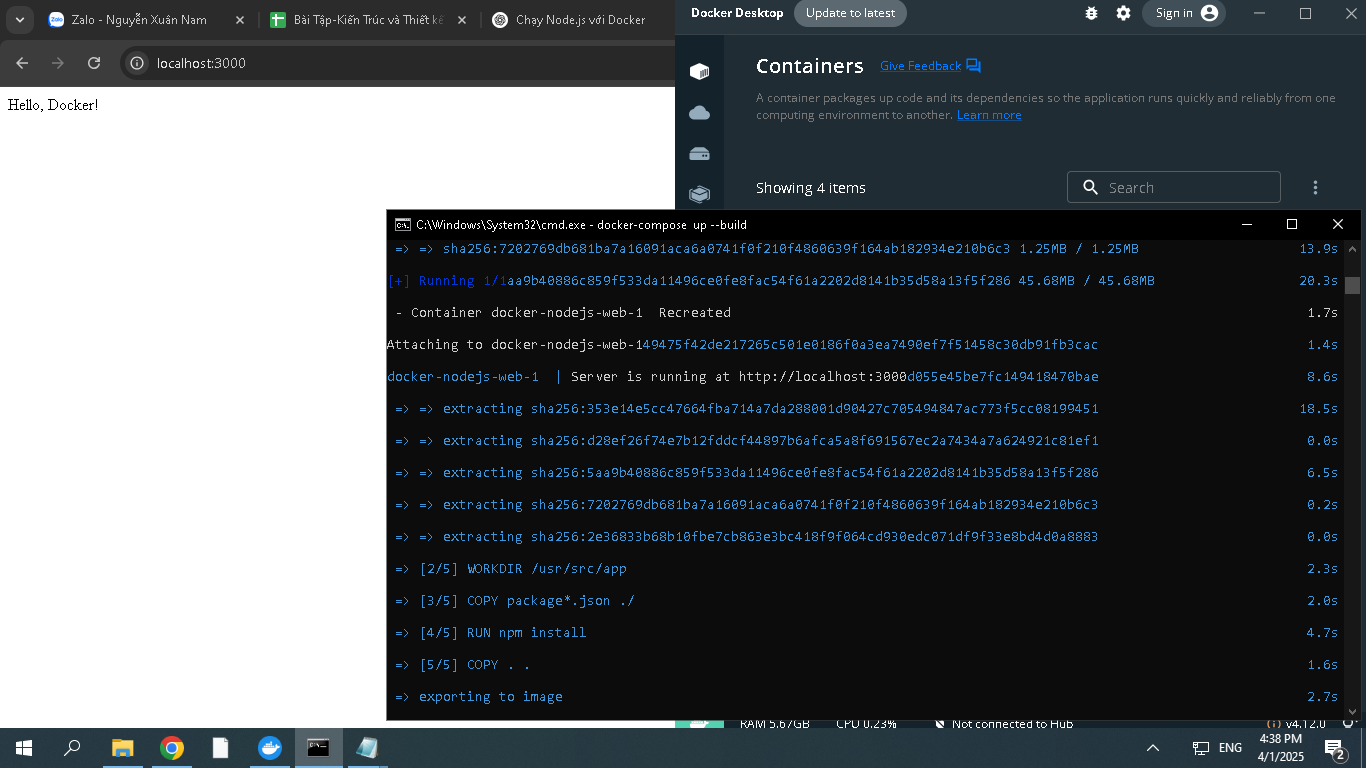 Zalo - Nguyễn Xuân Nam
Bài Tập-Kiến Trúc và Thiết kế
Chạy Node.js với Docker
localhost:3000
Hello, Docker!
Docker Desktop
Update to latest
Sign in
Containers
Give Feedback
A container packages up code and its dependencies so the application runs quickly and reliably from one
computing environment to another. Learn more
Showing 4 items
Search
C:\Windows\System32\cmd.exe - docker-compose up --build
=> => sha256:7202769db681ba7a16091aca6a0741f0f210f4860639f164ab182934e210b6c3 1.25MB / 1.25MB 13.9s
[+] Running 1/1aa9b40886c859f533da11496ce0fe8fac54f61a2202d8141b35d58a13f5f286 45.68MB / 45.68MB 20.3s
- Container docker-nodejs-web-1 Recreated 1.7s
Attaching to docker-nodejs-web-149475f42de217265c501e0186f0a3ea7490ef7f51458c30db91fb3cac 1.4s
docker-nodejs-web-1 | Server is running at http://localhost:3000d055e45be7fc149418470bae 8.6s
=> => extracting sha256:353e14e5cc47664fba714a7da288001d90427c705494847ac773f5cc08199451 18.5s
=> => extracting sha256:d28ef26f74e7b12fddcf44897b6afca5a8f691567ec2a7434a7a624921c81ef1 0.0s
=> => extracting sha256:5aa9b40886c859f533da11496ce0fe8fac54f61a2202d8141b35d58a13f5f286 6.5s
=> => extracting sha256:7202769db681ba7a16091aca6a0741f0f210f4860639f164ab182934e210b6c3 0.2s
=> => extracting sha256:2e36833b68b10fbe7cb863e3bc418f9f064cd930edc071df9f33e8bd4d0a8883 0.0s
=> [2/5] WORKDIR /usr/src/app 2.3s
=> [3/5] COPY package*.json ./ 2.0s
=> [4/5] RUN npm install 4.7s
=> [5/5] COPY . . 1.6s
=> exporting to image 2.7s
RAM 5.67GB CPU 0.23% Not connected to Hub v4.12.0
ENG
4:38 PM
4/1/2025
2